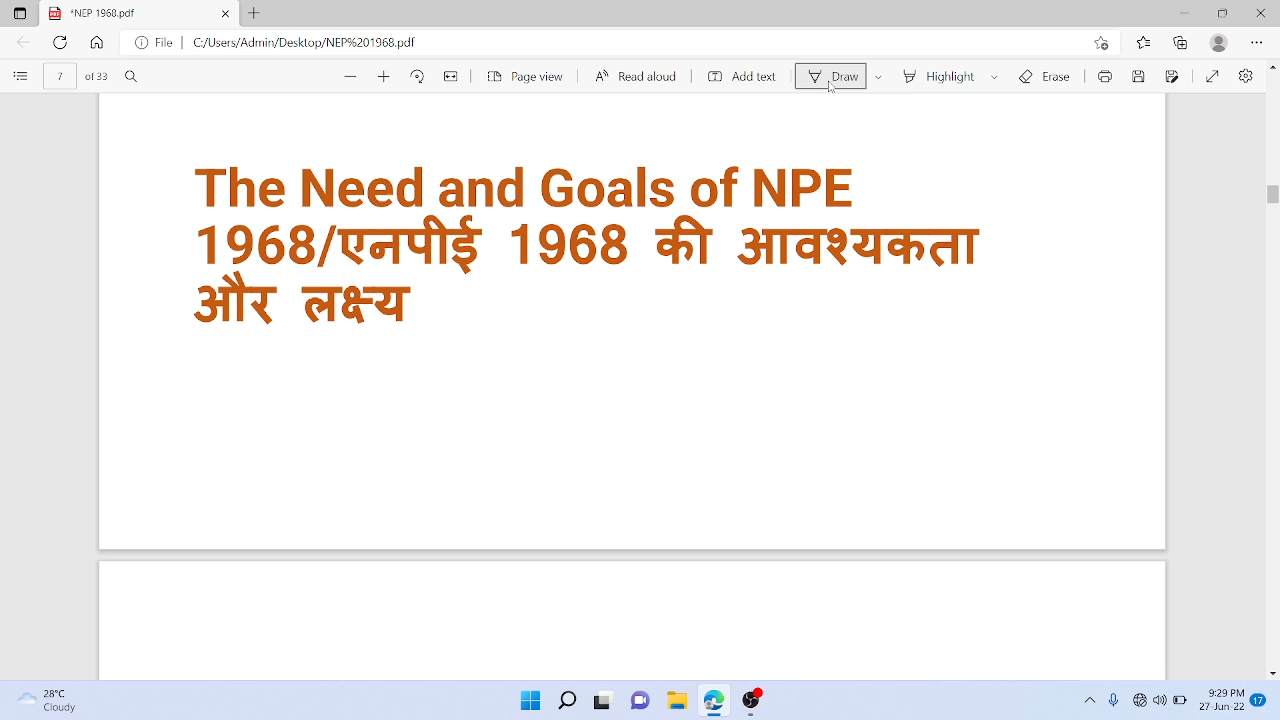 *NEP 1968.pdf
File
C:/Users/Admin/Desktop/NEP%201968.pdf
7 of 33
Page view
Read aloud
Add text
Draw
Highlight
Erase
The Need and Goals of NPE
1968/एनपीई 1968 की आवश्यकता
और लक्ष्य
28°C
Cloudy
9:29 PM
27-Jun-22
17